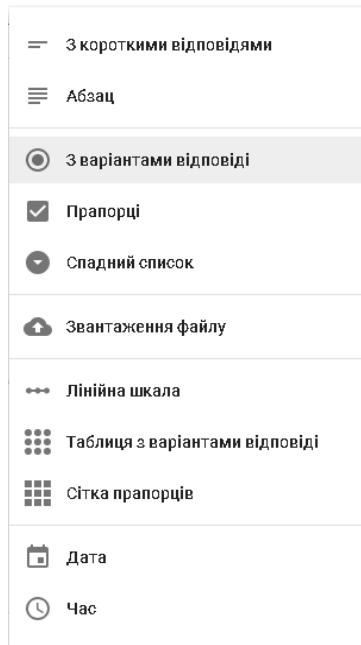 З короткими відповідями
Абзац
З варіантами відповіді
Прапорці
Спадний список
Звантаження файлу
Лінійна шкала
Таблиця з варіантами відповіді
Сітка прапорців
Дата
Час